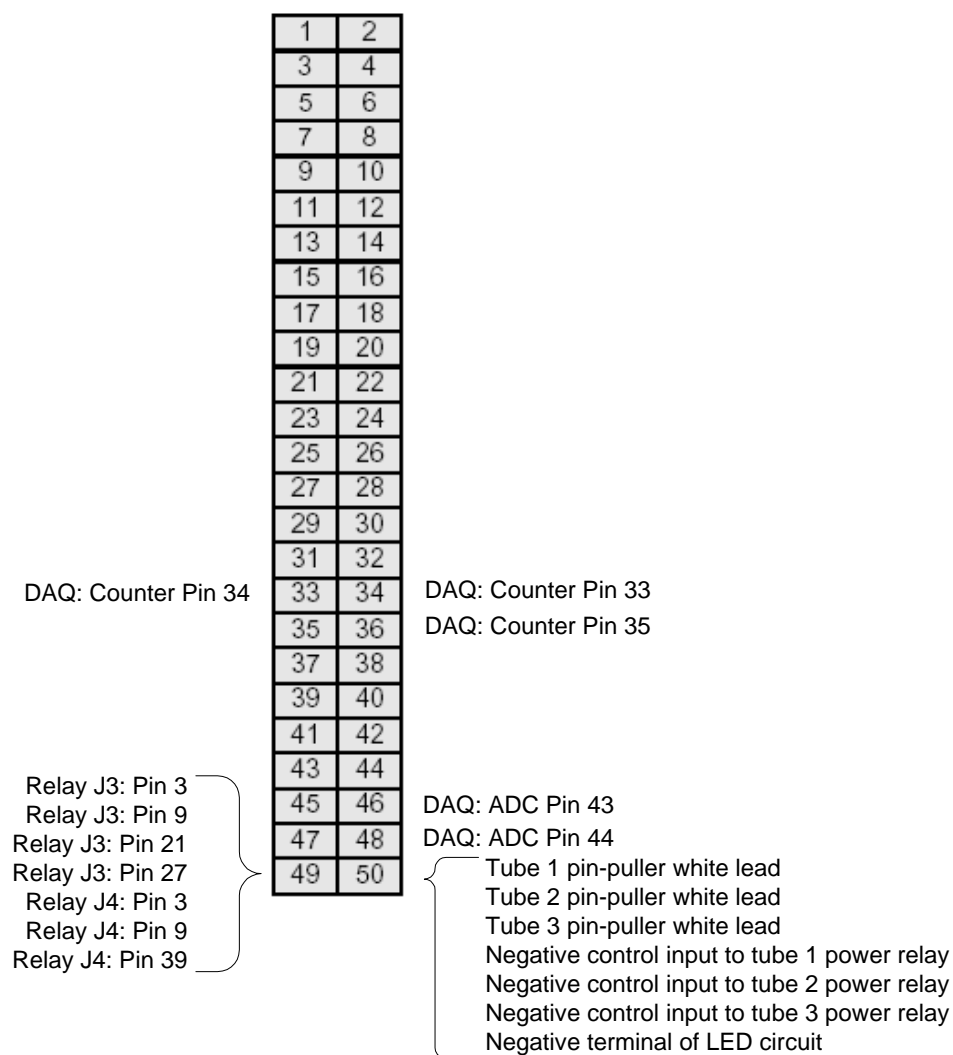 1 2
3 4
5 6
7 8
9 10
11 12
13 14
15 16
17 18
19 20
21 22
23 24
25 26
27 28
29 30
31 32
DAQ: Counter Pin 34 33 34 DAQ: Counter Pin 33
35 36 DAQ: Counter Pin 35
37 38
39 40
41 42
43 44
45 46 DAQ: ADC Pin 43
47 48 DAQ: ADC Pin 44
49 50
Relay J3: Pin 3
Relay J3: Pin 9
Relay J3: Pin 21
Relay J3: Pin 27
Relay J4: Pin 3
Relay J4: Pin 9
Relay J4: Pin 39
Tube 1 pin-puller white lead
Tube 2 pin-puller white lead
Tube 3 pin-puller white lead
Negative control input to tube 1 power relay
Negative control input to tube 2 power relay
Negative control input to tube 3 power relay
Negative terminal of LED circuit